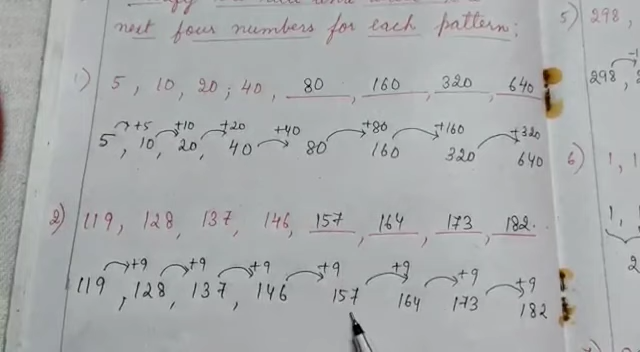 next four numbers for each pattern:
1) 5, 10, 20, 40, 80, 160, 320, 640
+5 +10 +20 +40 +80 +160 +320
5, 10, 20, 40 80 160 320 640
2) 119, 128, 137, 146, 157, 164, 173, 182.
+9 +9 +9 +9 +9 +9 +9
119, 128, 137, 146 157 164 173 182
5) 298,
298,
6) 1, 1
1, 1
2